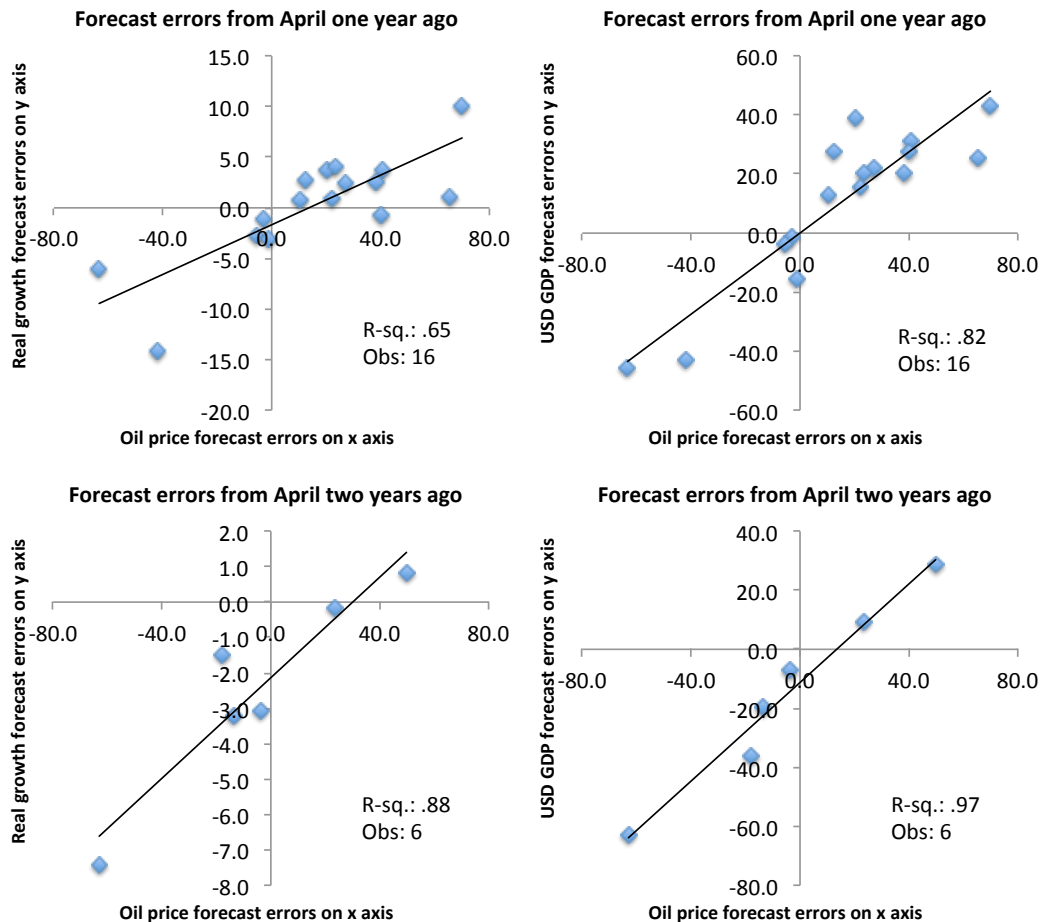 Forecast errors from April one year ago
Real growth forecast errors on y axis
15.0
10.0
5.0
0.0
-5.0
-10.0
-15.0
-20.0
-80.0 -40.0 0.0 40.0 80.0
R-sq.: .65
Obs: 16
Oil price forecast errors on x axis
Forecast errors from April one year ago
USD GDP forecast errors on y axis
60.0
40.0
20.0
0.0
-20.0
-40.0
-60.0
-80.0 -40.0 0.0 40.0 80.0
R-sq.: .82
Obs: 16
Oil price forecast errors on x axis
Forecast errors from April two years ago
Real growth forecast errors on y axis
2.0
1.0
0.0
-1.0
-2.0
-3.0
-4.0
-5.0
-6.0
-7.0
-8.0
-80.0 -40.0 0.0 40.0 80.0
R-sq.: .88
Obs: 6
Oil price forecast errors on x axis
Forecast errors from April two years ago
USD GDP forecast errors on y axis
40.0
20.0
0.0
-20.0
-40.0
-60.0
-80.0
-80.0 -40.0 0.0 40.0 80.0
R-sq.: .97
Obs: 6
Oil price forecast errors on x axis